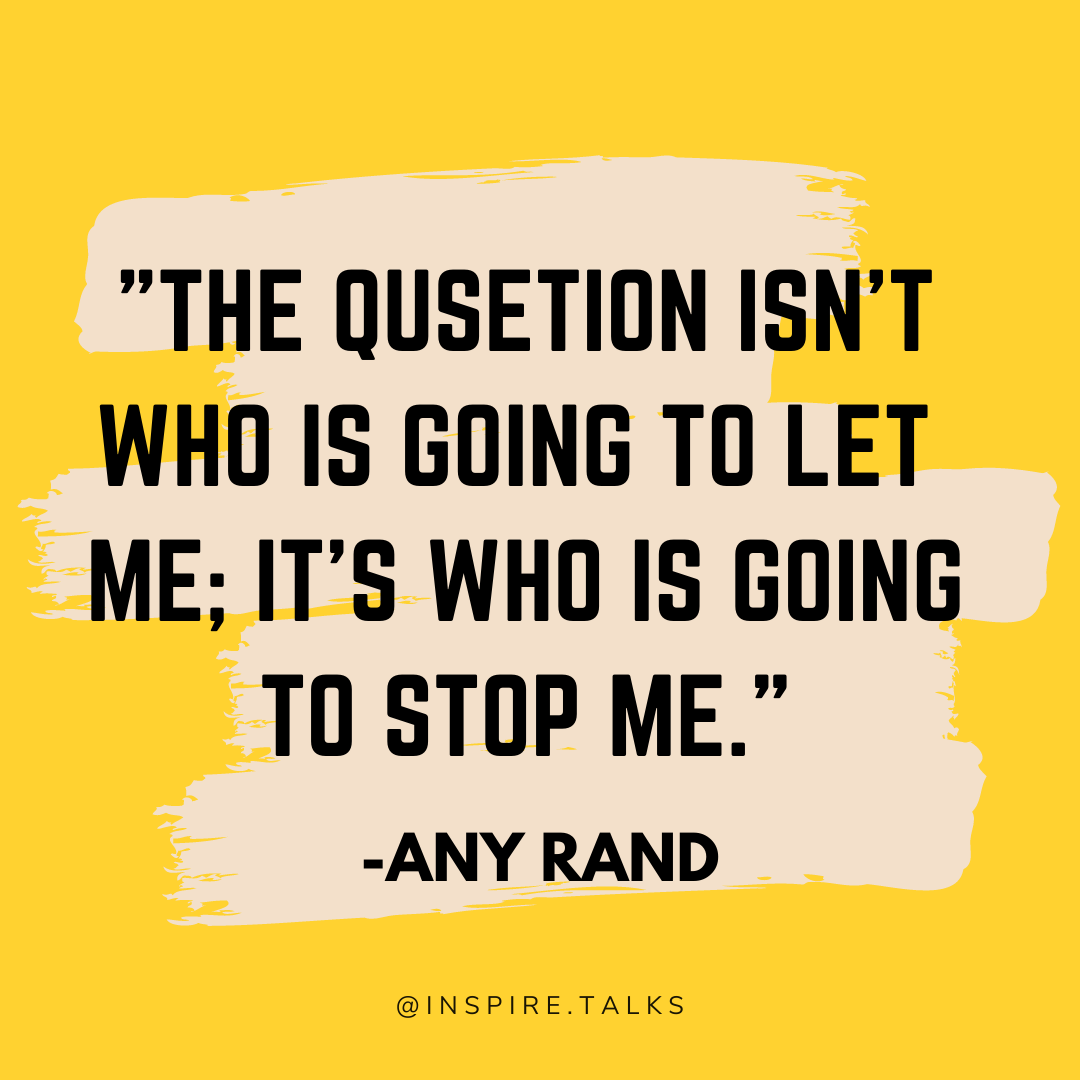 ”THE QUSETION ISN’T
WHO IS GOING TO LET
ME; IT’S WHO IS GOING
TO STOP ME.”
-ANY RAND
@INSPIRE.TALKS